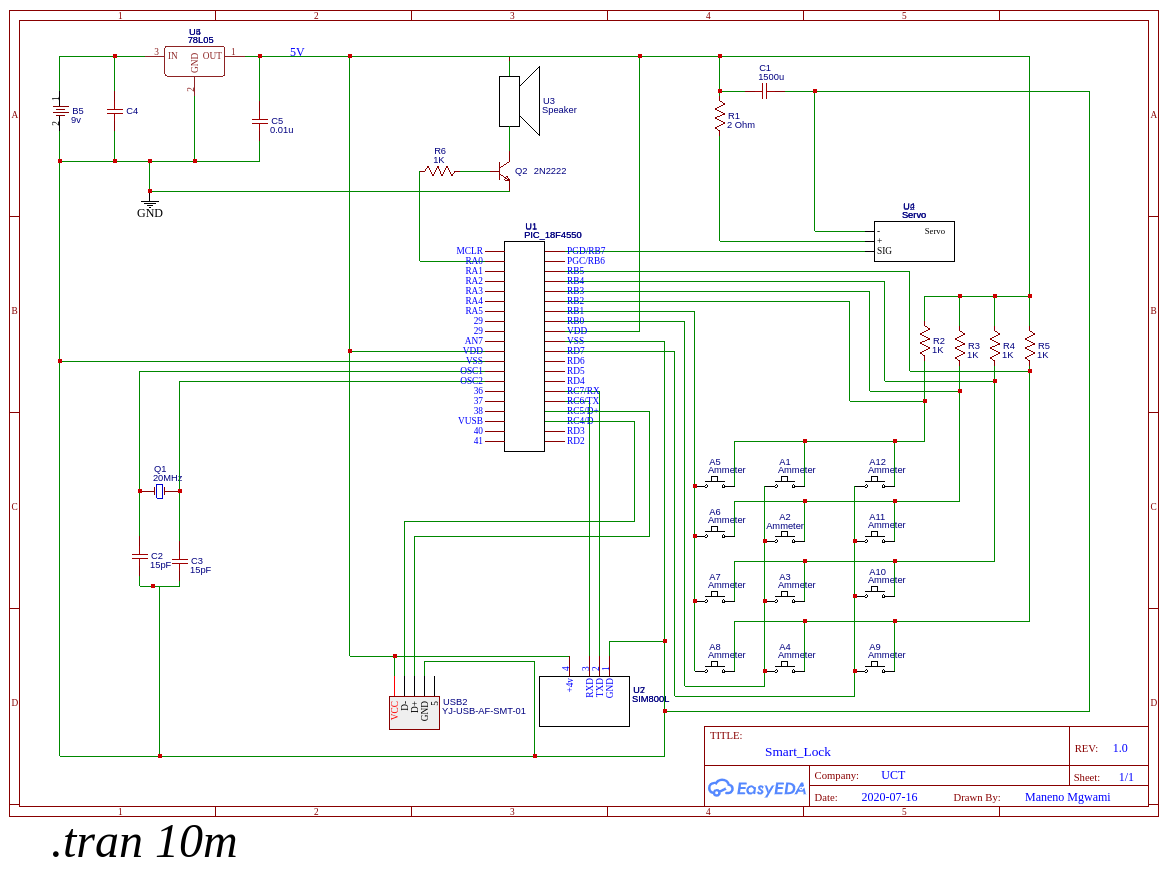 1 2 3 4 5
A
B
C
D
A
B
C
D
78L05
3 IN OUT 1
GND
2
5V
1
B5
9v
2
C4
C5
0.01u
GND
U3
Speaker
R6
1K
Q2 2N2222
C1
1500u
R1
2 Ohm
Servo
- Servo
+
SIG
U1
PIC_18F4550
MCLR PGD/RB7
RA0 PGC/RB6
RA1 RB5
RA2 RB4
RA3 RB3
RA4 RB2
RA5 RB1
29 RB0
29 VDD
AN7 VSS
VDD RD7
VSS RD6
OSC1 RD5
OSC2 RD4
36 RC7/RX
37 RC6/TX
38 RC5/D+
VUSB RC4/D-
40 RD3
41 RD2
R2
1K
R3
1K
R4
1K
R5
1K
Q1
20MHz
C2
15pF
C3
15pF
A5
Ammeter
A1
Ammeter
A12
Ammeter
A6
Ammeter
A2
Ammeter
A11
Ammeter
A7
Ammeter
A3
Ammeter
A10
Ammeter
A8
Ammeter
A4
Ammeter
A9
Ammeter
VCC
D-
D+
GND
5
USB2
YJ-USB-AF-SMT-01
4 3 2 1
+4v
RXD
TXD
GND
SIM800L
TITLE:
Smart_Lock
REV: 1.0
EasyEDA
Company: UCT
Sheet: 1/1
Date: 2020-07-16 Drawn By: Maneno Mgwami
1 2 3 4 5
.tran 10m